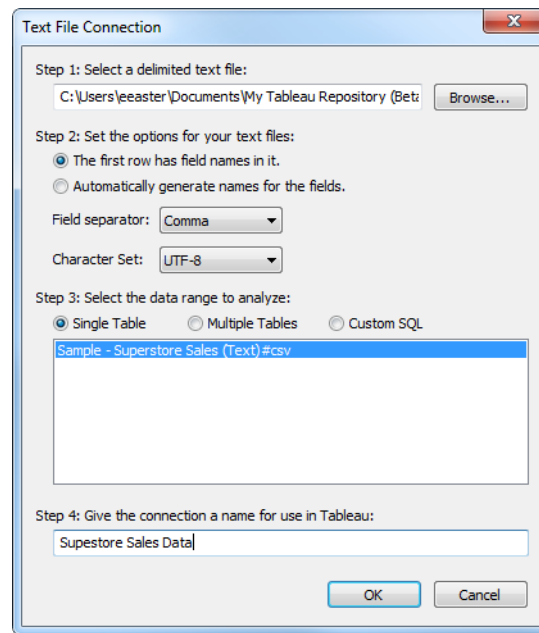 Text File Connection
Step 1: Select a delimited text file:
C:\Users\eeaster\Documents\My Tableau Repository (Beta
Browse...
Step 2: Set the options for your text files:
The first row has field names in it.
Automatically generate names for the fields.
Field separator: Comma
Character Set: UTF-8
Step 3: Select the data range to analyze:
Single Table Multiple Tables Custom SQL
Sample - Superstore Sales (Text)#csv
Step 4: Give the connection a name for use in Tableau:
Supestore Sales Data
OK Cancel